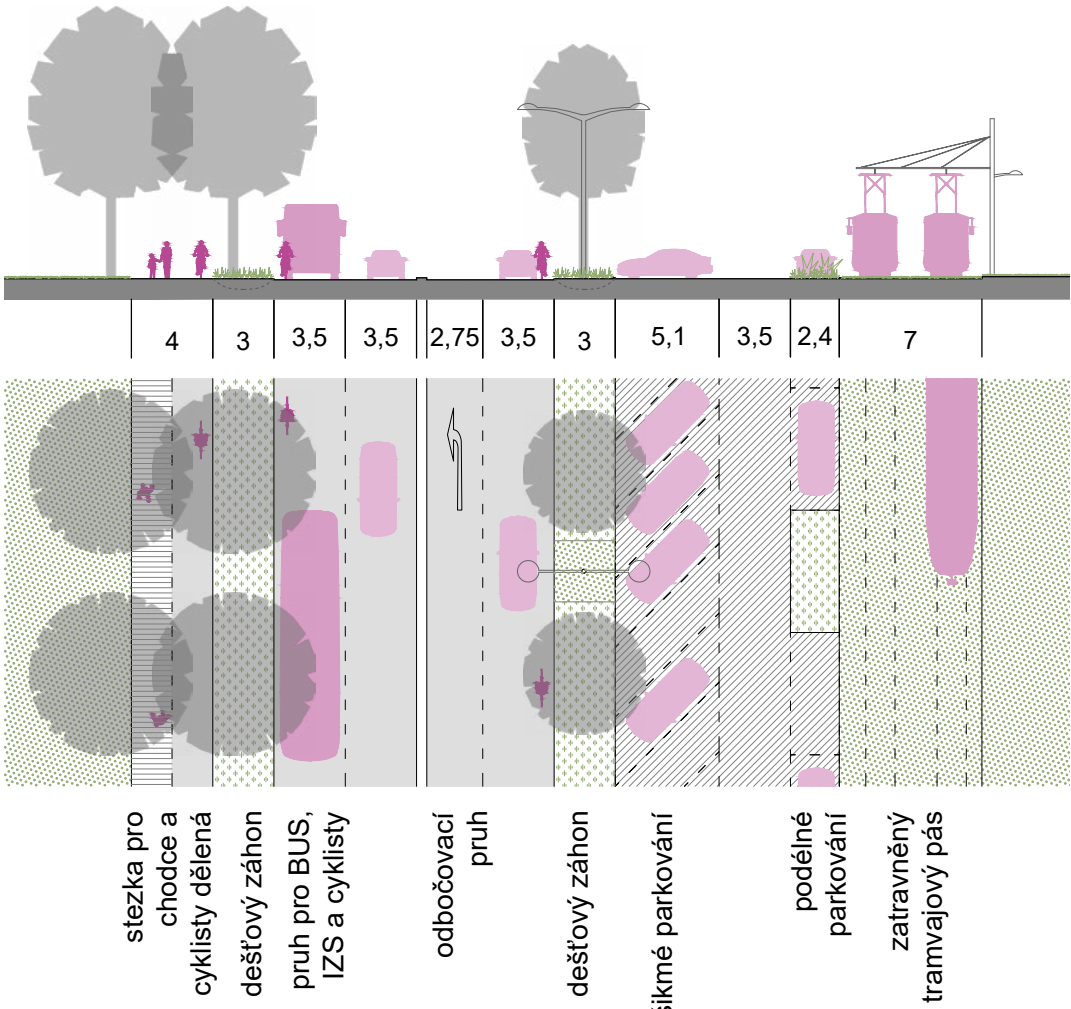 4
3
3,5
3,5
2,75
3,5
3
5,1
3,5
2,4
7
stezka pro
chodce a
cyklisty dělená
dešťový záhon
pruh pro BUS,
IZS a cyklisty
odbočovací
pruh
dešťový záhon
šikmé parkování
podélné
parkování
zatravněný
tramvajový pás